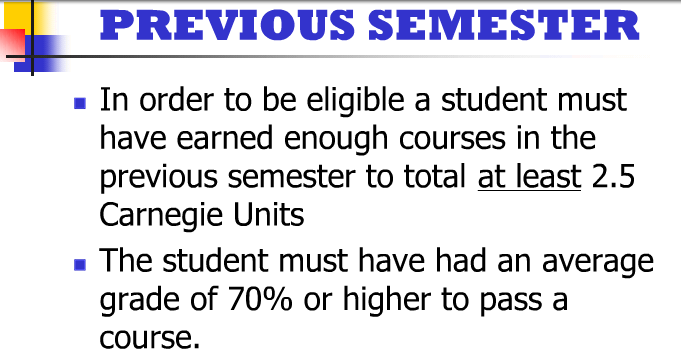 PREVIOUS SEMESTER
In order to be eligible a student must
have earned enough courses in the
previous semester to total at least 2.5
Carnegie Units
The student must have had an average
grade of 70% or higher to pass a
course.